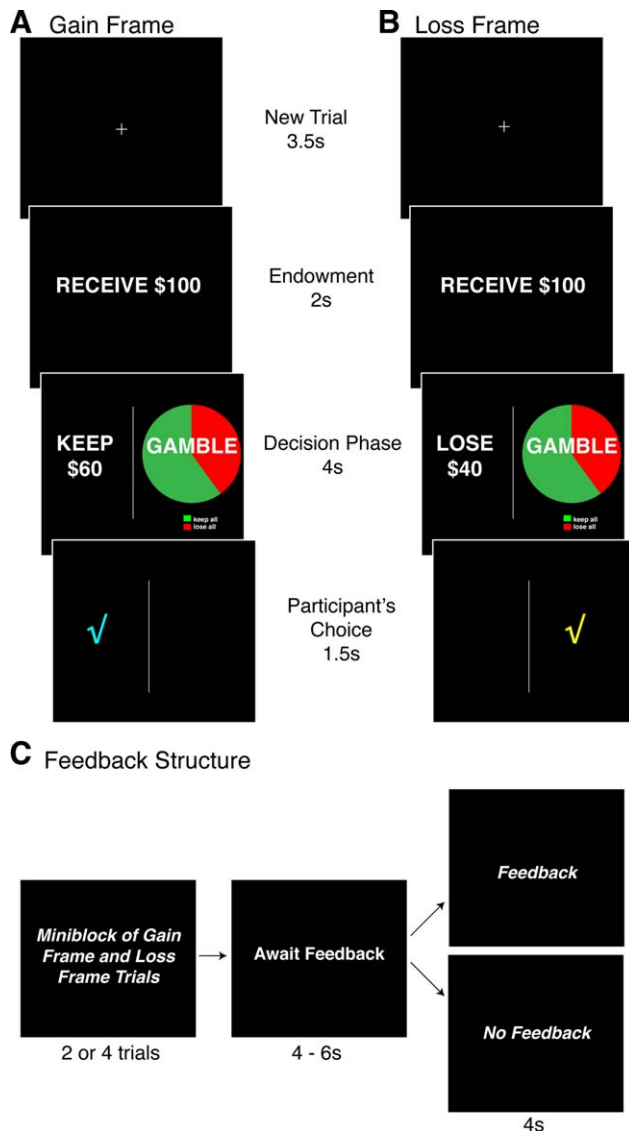 A Gain Frame
B Loss Frame
+
+
New Trial
3.5s
RECEIVE $100
Endowment
2s
RECEIVE $100
KEEP
$60
GAMBLE
keep all
lose all
Decision Phase
4s
LOSE
$40
GAMBLE
keep all
lose all
√
Participant's
Choice
1.5s
√
C Feedback Structure
Miniblock of Gain
Frame and Loss
Frame Trials
2 or 4 trials
Await Feedback
4 - 6s
Feedback
No Feedback
4s